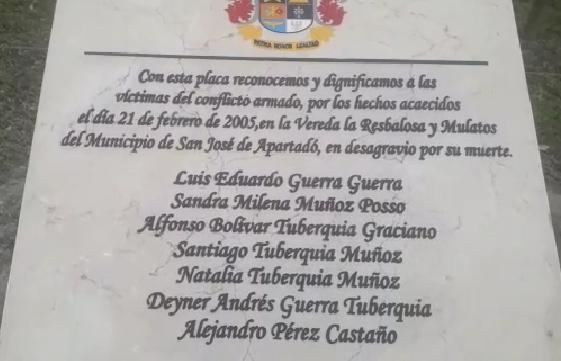 PATRIA HONOR LEALTAD
Con esta placa reconocemos y dignificamos a las
víctimas del conflicto armado, por los hechos acaecidos
el día 21 de febrero de 2005,en la Vereda la Resbalosa y Mulatos
del Municipio de San José de Apartadó, en desagravio por su muerte.
Luis Eduardo Guerra Guerra
Sandra Milena Muñoz Posso
Alfonso Bolívar Tuberquia Graciano
Santiago Tuberquia Muñoz
Natalia Tuberquia Muñoz
Deyner Andrés Guerra Tuberquia
Alejandro Pérez Castaño